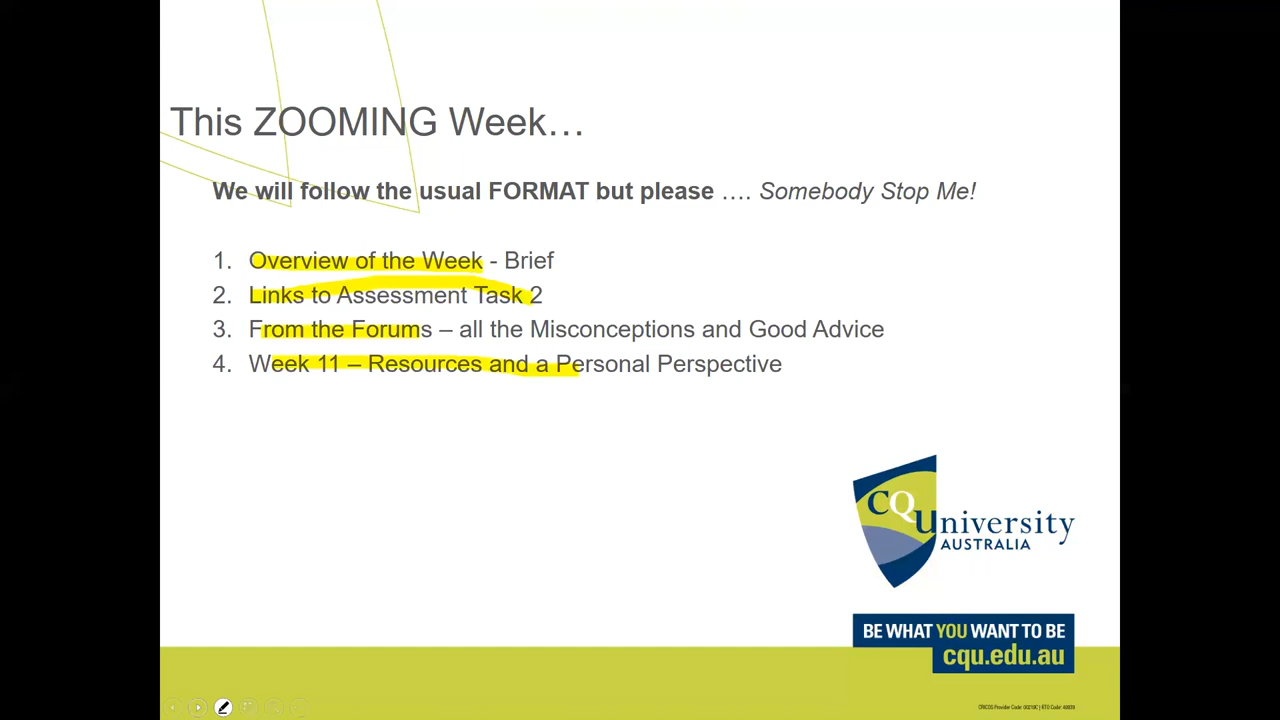 This ZOOMING Week…
We will follow the usual FORMAT but please …. Somebody Stop Me!
1. Overview of the Week - Brief
2. Links to Assessment Task 2
3. From the Forums – all the Misconceptions and Good Advice
4. Week 11 – Resources and a Personal Perspective
CQUniversity
AUSTRALIA
BE WHAT YOU WANT TO BE
cqu.edu.au